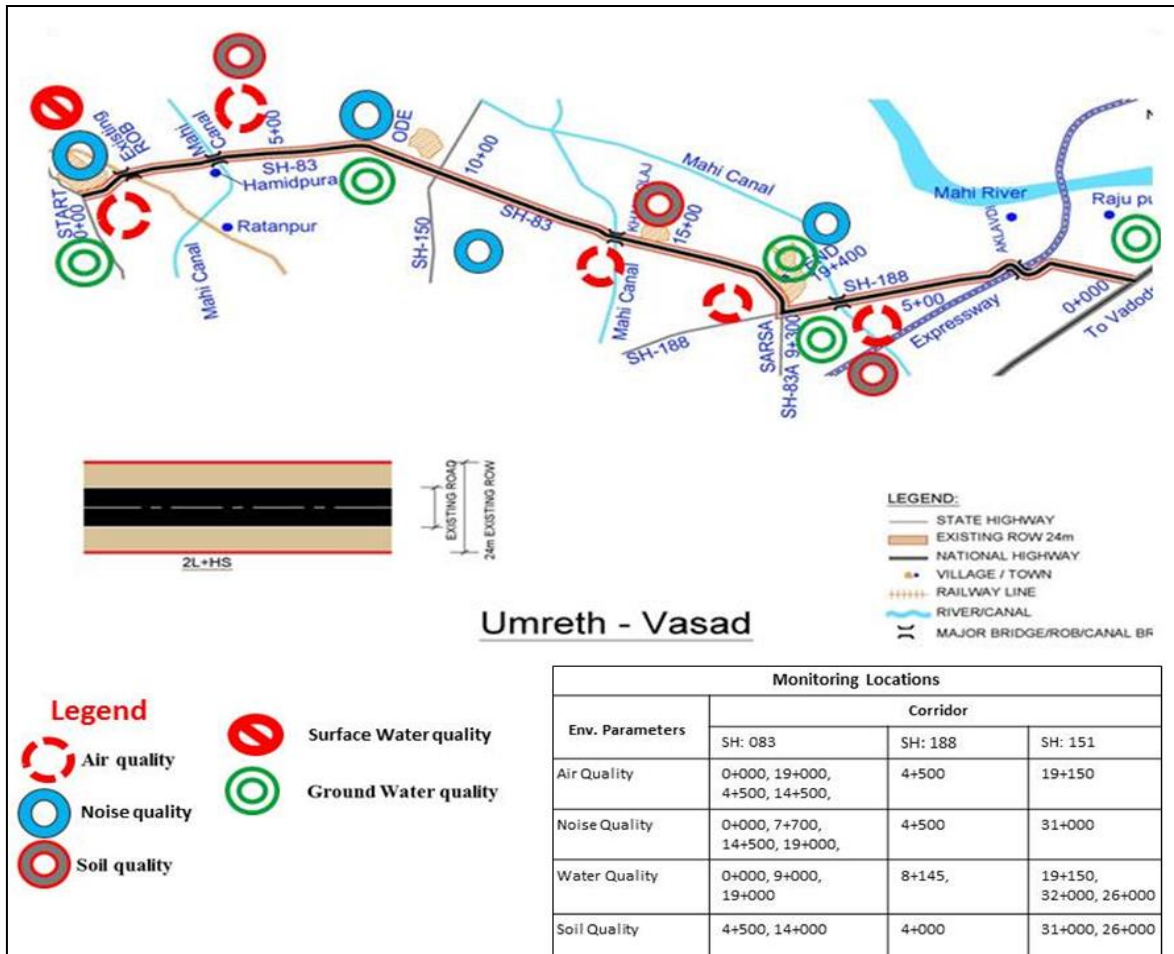 START
0+00
Existing
ROB
Mahi
Canal
5+00
SH-83
Hamidpura
Ratanpur
Mahi Canal
ODE
10+00
SH-150
SH-83
15+00
Mahi Canal
Mahi Canal
SH-188
END
19+400
SARSA
SH-83A 9+300
SH-188
5+00
Expressway
Mahi River
Raju pu
0+000
To Vadod
EXISTING ROAD
24m EXISTING ROW
2L+HS
Umreth - Vasad
LEGEND:
STATE HIGHWAY
EXISTING ROW 24m
NATIONAL HIGHWAY
VILLAGE / TOWN
RAILWAY LINE
RIVER/CANAL
MAJOR BRIDGE/ROB/CANAL BR
Legend
Air quality
Noise quality
Soil quality
Surface Water quality
Ground Water quality
Monitoring Locations
Env. Parameters
Corridor
SH: 083 SH: 188 SH: 151
Air Quality 0+000, 19+000, 4+500 19+150
4+500, 14+500,
Noise Quality 0+000, 7+700, 4+500 31+000
14+500, 19+000,
Water Quality 0+000, 9+000, 8+145, 19+150,
19+000 32+000, 26+000
Soil Quality 4+500, 14+000 4+000 31+000, 26+000